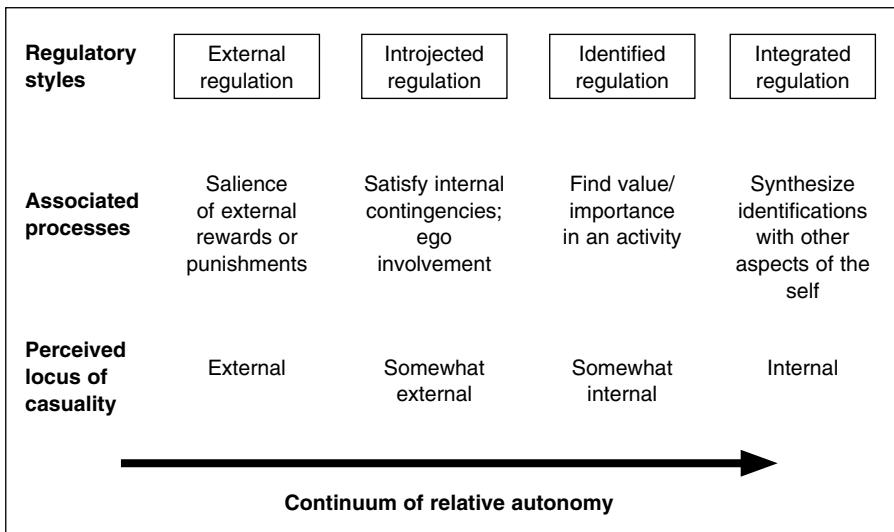 Regulatory
styles
External
regulation
Introjected
regulation
Identified
regulation
Integrated
regulation
Associated
processes
Salience
of external
rewards or
punishments
Satisfy internal
contingencies;
ego
involvement
Find value/
importance
in an activity
Synthesize
identifications
with other
aspects of the
self
Perceived
locus of
casuality
External
Somewhat
external
Somewhat
internal
Internal
Continuum of relative autonomy